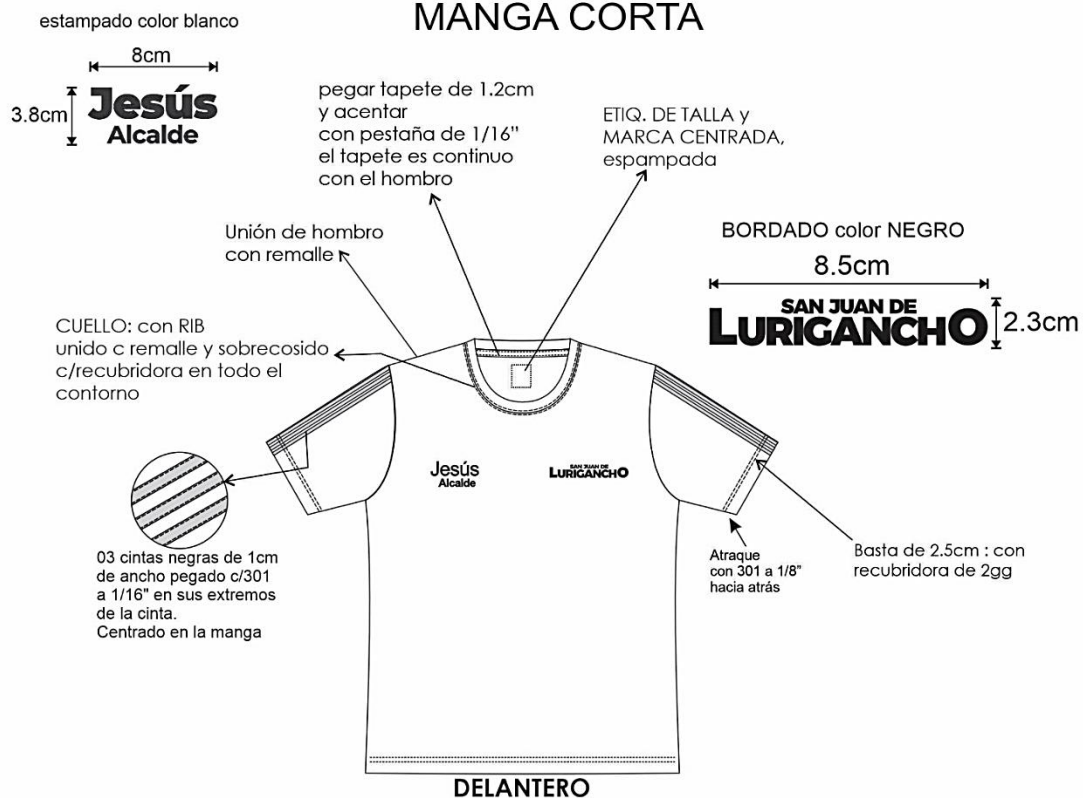 MANGA CORTA
estampado color blanco
8cm
3.8cm
Jesús
Alcalde
pegar tapete de 1.2cm
y acentar
con pestaña de 1/16"
el tapete es continuo
con el hombro
ETIQ. DE TALLA y
MARCA CENTRADA,
espampada
Unión de hombro
con remalle
BORDADO color NEGRO
8.5cm
SAN JUAN DE
LURIGANCHO
2.3cm
CUELLO: con RIB
unido c remalle y sobrecosido
c/recubridora en todo el
contorno
Jesús
Alcalde
SAN JUAN DE
LURIGANCHO
03 cintas negras de 1cm
de ancho pegado c/301
a 1/16" en sus extremos
de la cinta.
Centrado en la manga
Atraque
con 301 a 1/8"
hacia atrás
Basta de 2.5cm : con
recubridora de 2gg
DELANTERO